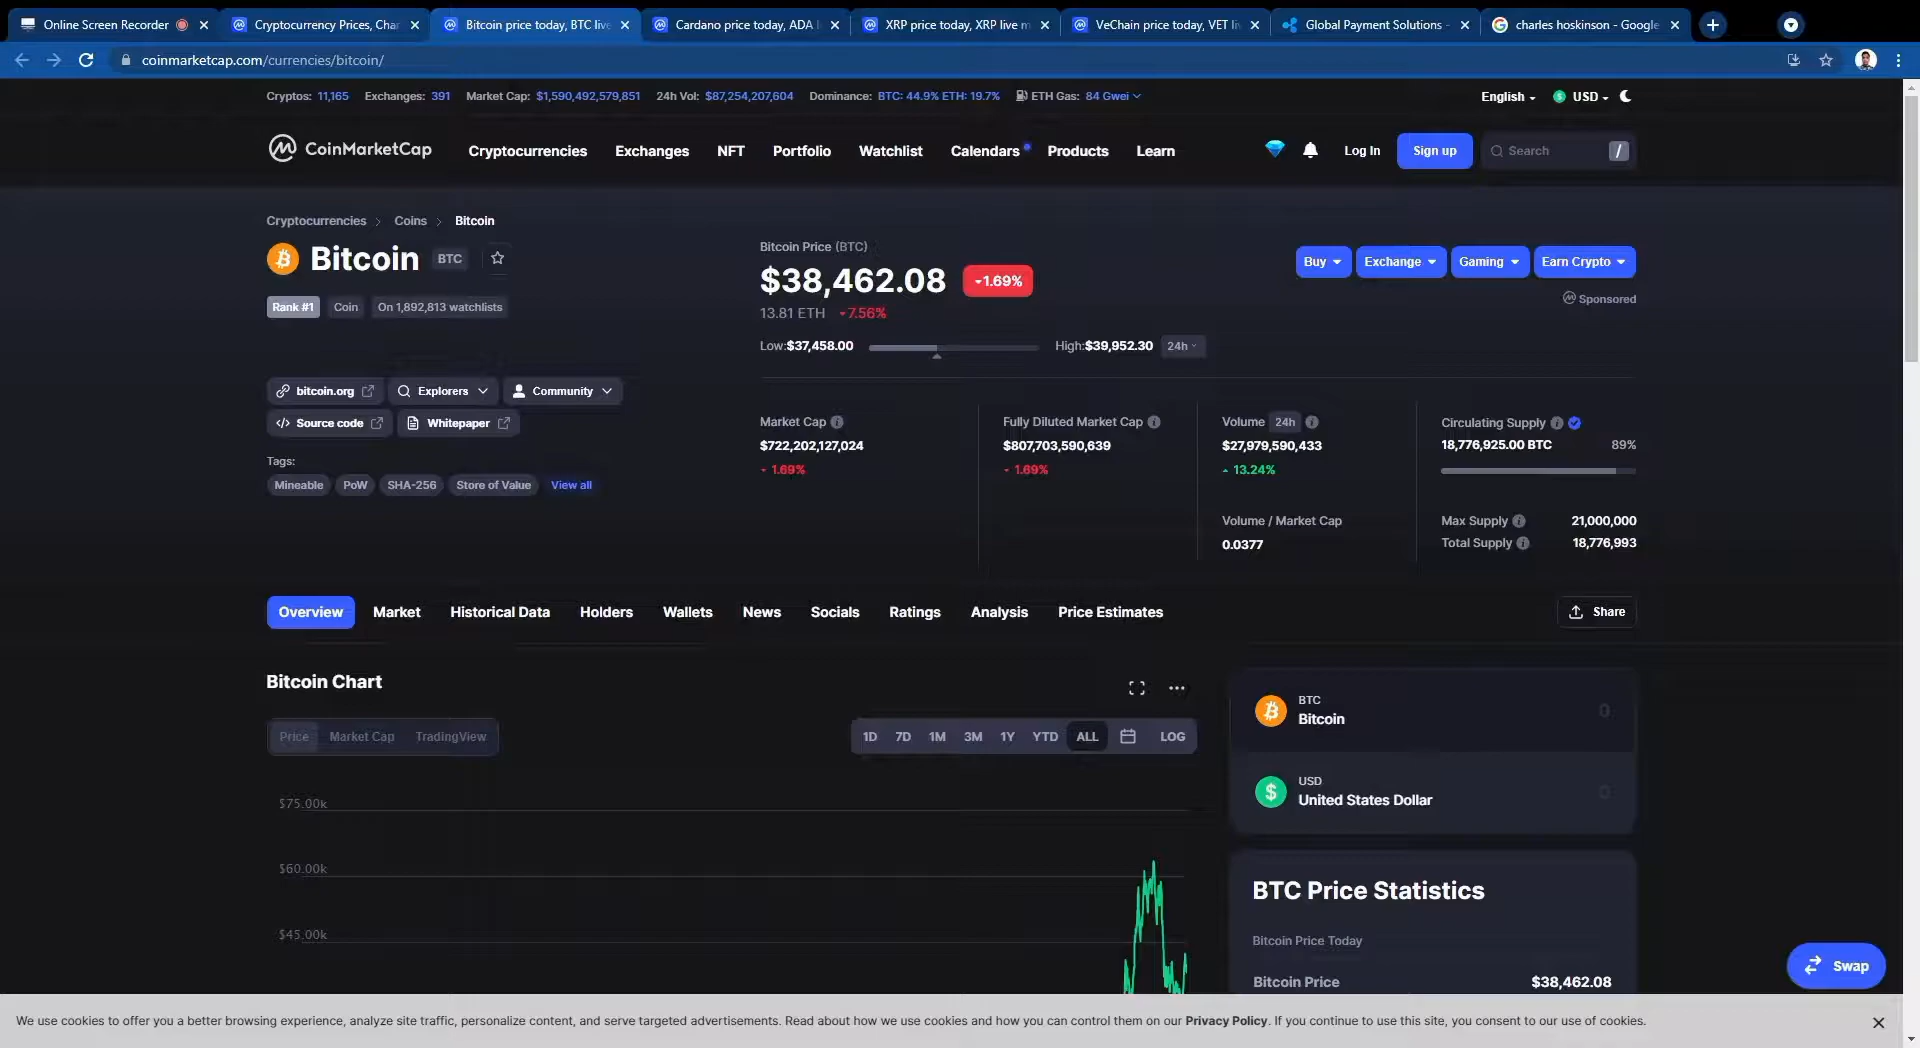 Online Screen Recorder
Cryptocurrency Prices, Char
Bitcoin price today, BTC live
Cardano price today, ADA l
XRP price today, XRP live m
VeChain price today, VET li
Global Payment Solutions -
charles hoskinson - Google
coinmarketcap.com/currencies/bitcoin/
Cryptos: 11,165 Exchanges: 391 Market Cap: $1,590,492,579,851 24h Vol: $87,254,207,604 Dominance: BTC: 44.9% ETH: 19.7% ETH Gas: 84 Gwei
English USD
CoinMarketCap Cryptocurrencies Exchanges NFT Portfolio Watchlist Calendars Products Learn Log In Sign up Search /
Cryptocurrencies > Coins > Bitcoin
Bitcoin BTC
Rank #1 Coin On 1,892,813 watchlists
bitcoin.org Explorers Community
Source code Whitepaper
Tags:
Mineable PoW SHA-256 Store of Value View all
Bitcoin Price (BTC)
$38,462.08 1.69%
13.81 ETH 7.56%
Low:$37,458.00 High:$39,952.30 24h
Buy Exchange Gaming Earn Crypto
Sponsored
Market Cap
$722,202,127,024
1.69%
Fully Diluted Market Cap
$807,703,590,639
1.69%
Volume 24h
$27,979,590,433
13.24%
Volume / Market Cap
0.0377
Circulating Supply
18,776,925.00 BTC 89%
Max Supply 21,000,000
Total Supply 18,776,993
Overview Market Historical Data Holders Wallets News Socials Ratings Analysis Price Estimates Share
Bitcoin Chart
Price Market Cap TradingView
1D 7D 1M 3M 1Y YTD ALL LOG
$75.00k
$60.00k
$45.00k
BTC
Bitcoin 0
USD
United States Dollar 0
BTC Price Statistics
Bitcoin Price Today
Bitcoin Price $38,462.08
Swap
We use cookies to offer you a better browsing experience, analyze site traffic, personalize content, and serve targeted advertisements. Read about how we use cookies and how you can control them on our Privacy Policy. If you continue to use this site, you consent to our use of cookies.